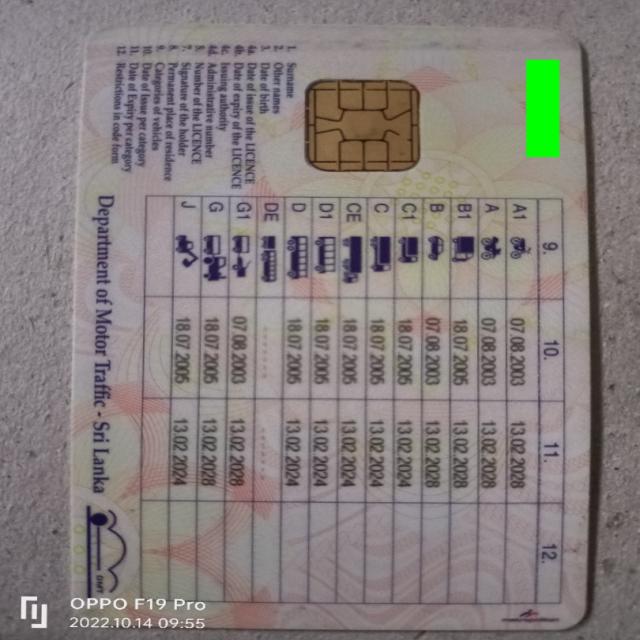 9. 10. 11. 12.
A1 07.08.2003 13.02.2028
A 07.08.2003 13.02.2028
B1 18.07.2005 13.02.2028
B 07.08.2003 13.02.2028
C1 18.07.2005 13.02.2028
C 18.07.2005 13.02.2024
CE 18.07.2005 13.02.2024
D1 18.07.2005 13.02.2024
D 18.07.2005 13.02.2024
DE
G1 07.08.2003 13.02.2028
G 18.07.2005 13.02.2028
J 18.07.2005 13.02.2024
1. Surname
2. Other names
3. Date of birth
4a. Date of issue of the LICENCE
4b. Date of expiry of the LICENCE
4c. Issuing authority
4d. Administrative number
5. Number of the LICENCE
7. Signature of the holder
8. Permanent place of residence
9. Categories of vehicles
10. Date of issue per category
11. Date of Expiry per category
12. Restrictions in code form
Department of Motor Traffic - Sri Lanka
DMT
OPPO F19 Pro
2022.10.14 09:55